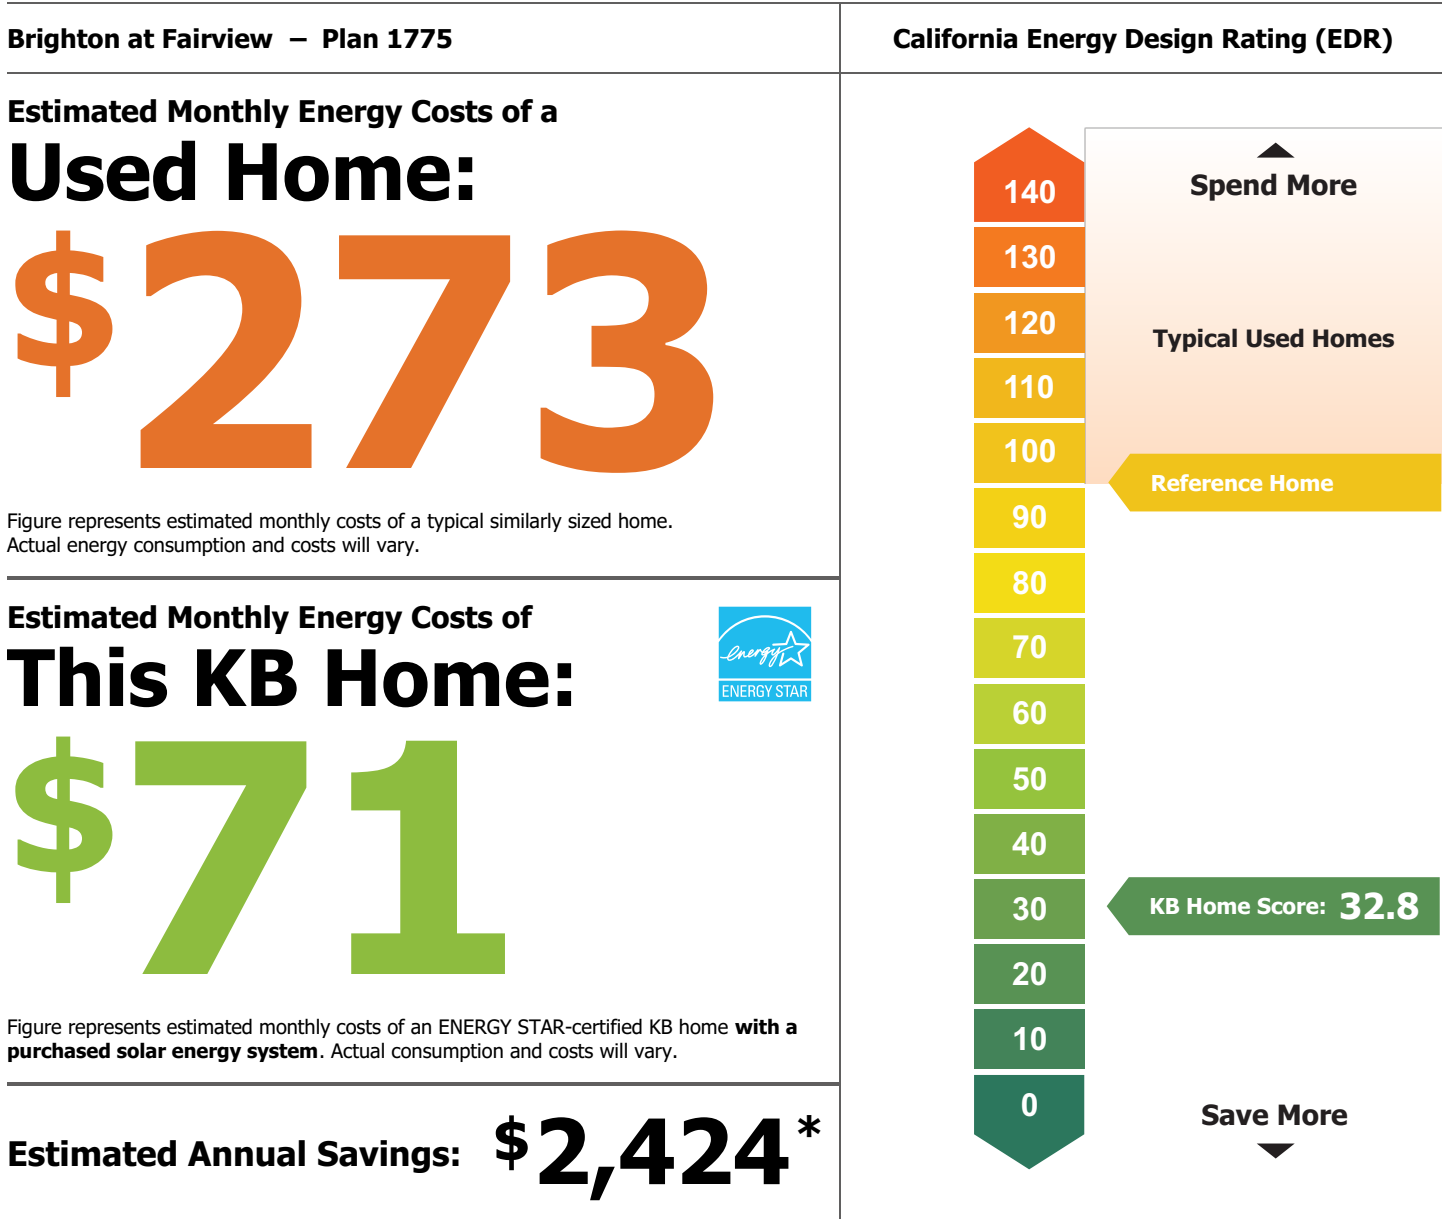 Brighton at Fairview – Plan 1775
Estimated Monthly Energy Costs of a
Used Home:
$273
Figure represents estimated monthly costs of a typical similarly sized home.
Actual energy consumption and costs will vary.
Estimated Monthly Energy Costs of
This KB Home:
energy
ENERGY STAR
$71
Figure represents estimated monthly costs of an ENERGY STAR-certified KB home with a
purchased solar energy system. Actual consumption and costs will vary.
Estimated Annual Savings: $2,424*
California Energy Design Rating (EDR)
Spend More
140
130
120
Typical Used Homes
110
100
Reference Home
90
80
70
60
50
40
30
KB Home Score: 32.8
20
10
0
Save More